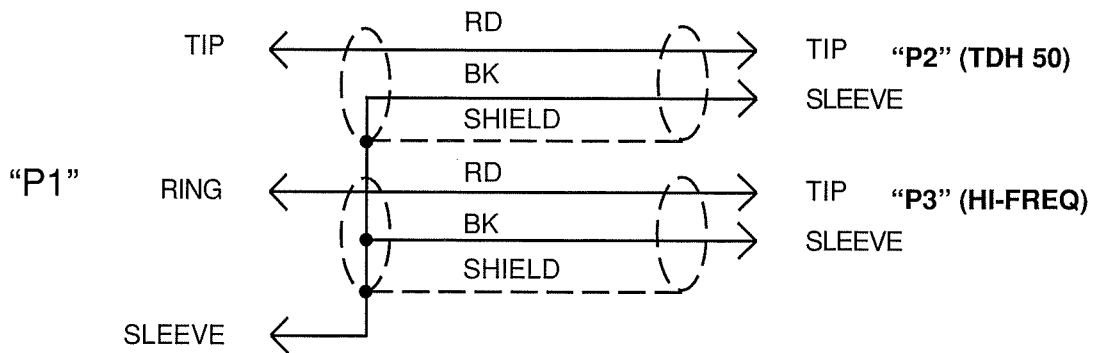 RD
TIP TIP "P2" (TDH 50)
BK
SLEEVE
SHIELD
RD
"P1" RING TIP "P3" (HI-FREQ)
BK
SLEEVE
SHIELD
SLEEVE